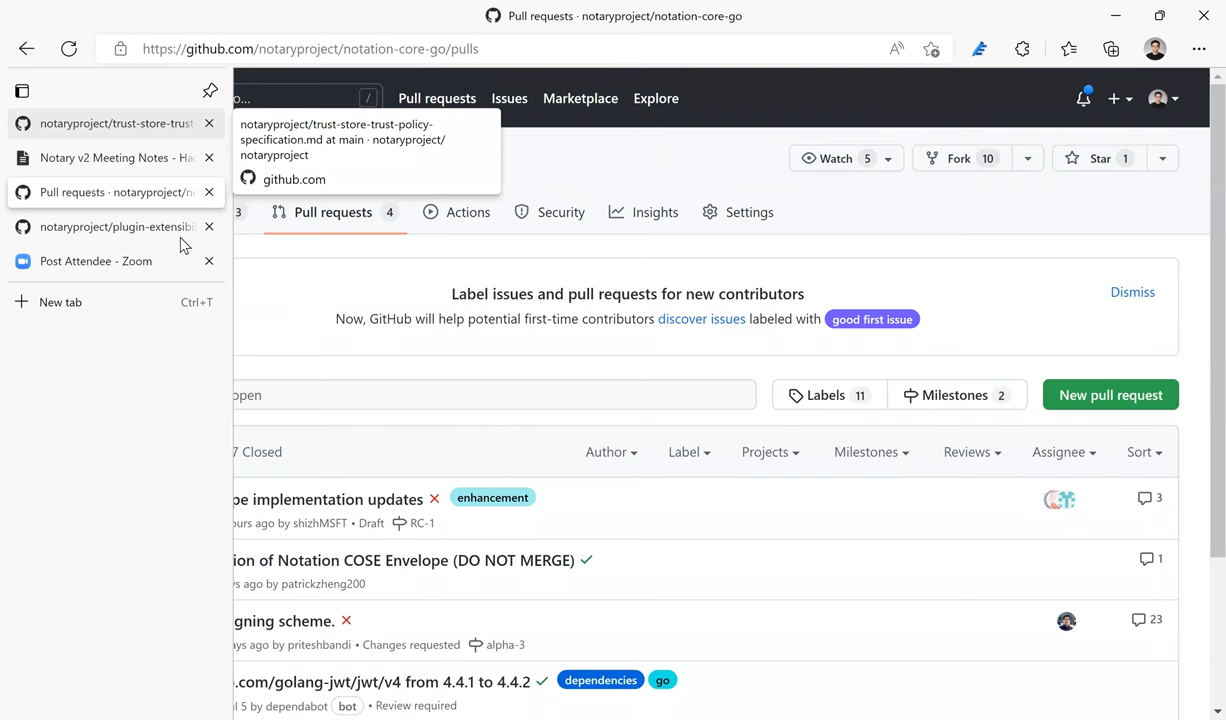 Pull requests · notaryproject/notation-core-go
https://github.com/notaryproject/notation-core-go/pulls
notaryproject/trust-store-trust
Notary v2 Meeting Notes - Ha
Pull requests · notaryproject/n
notaryproject/plugin-extensibi
Post Attendee - Zoom
New tab Ctrl+T
o... / Pull requests Issues Marketplace Explore
notaryproject/trust-store-trust-policy-
specification.md at main · notaryproject/
notaryproject
github.com
Watch 5 Fork 10 Star 1
3 Pull requests 4 Actions Security Insights Settings
Label issues and pull requests for new contributors
Dismiss
Now, GitHub will help potential first-time contributors discover issues labeled with good first issue
open Labels 11 Milestones 2 New pull request
7 Closed Author Label Projects Milestones Reviews Assignee Sort
pe implementation updates enhancement 3
ours ago by shizhMSFT • Draft RC-1
ion of Notation COSE Envelope (DO NOT MERGE) 1
ys ago by patrickzheng200
gning scheme. 23
ays ago by priteshbandi • Changes requested alpha-3
.com/golang-jwt/jwt/v4 from 4.4.1 to 4.4.2 dependencies go
l 5 by dependabot bot • Review required